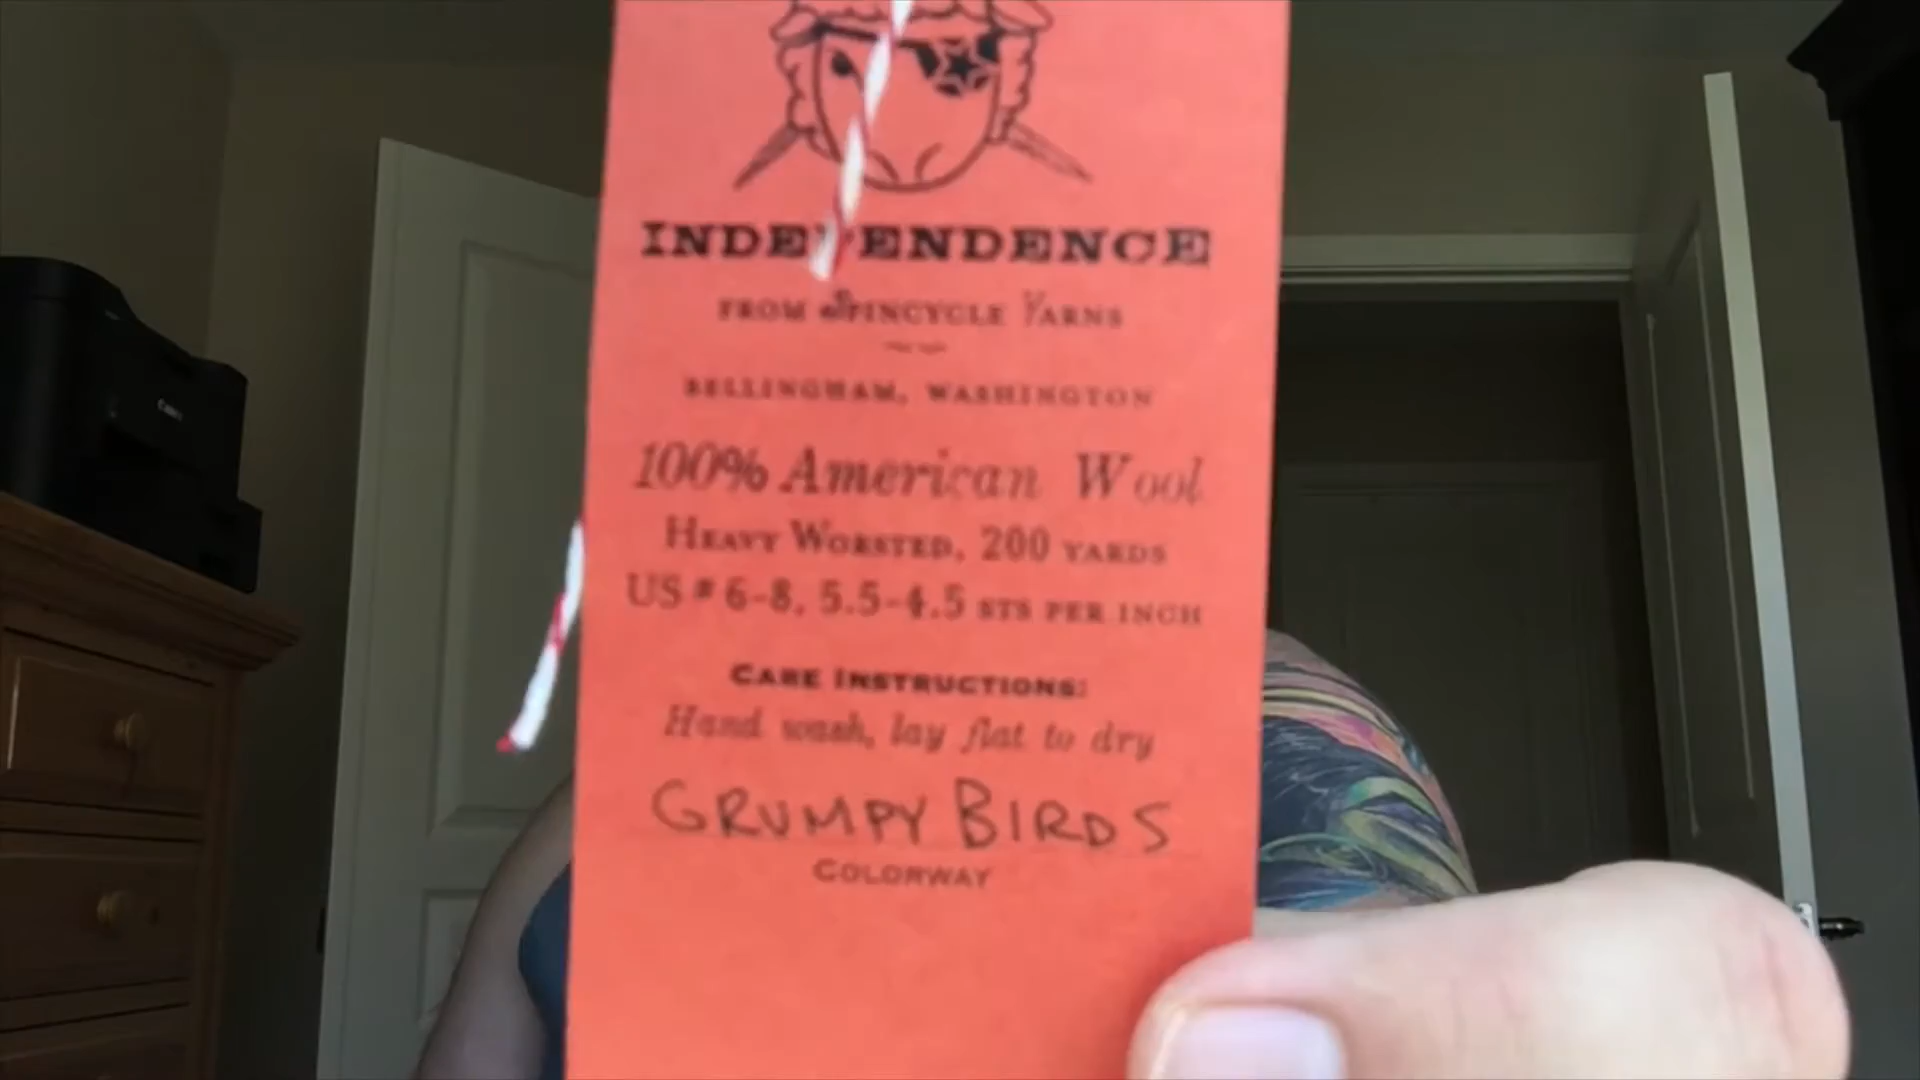 INDEPENDENCE
FROM SPINCYCLE YARNS
BELLINGHAM, WASHINGTON
100% American Wool
HEAVY WORSTED, 200 YARDS
US # 6-8, 5.5-4.5 STS PER INCH
CARE INSTRUCTIONS:
Hand wash, lay flat to dry
GRUMPY BIRDS
COLORWAY
Canon